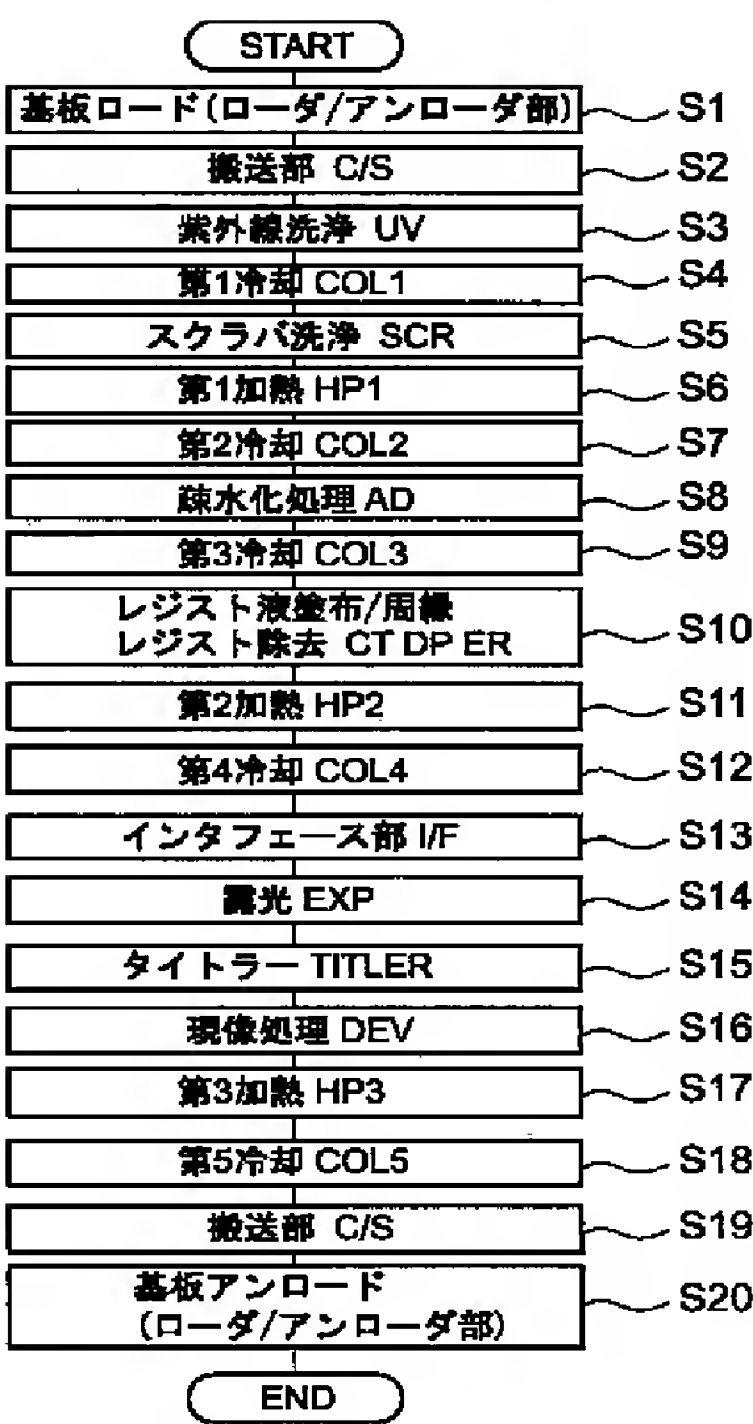 START
基板ロード(ローダ/アンローダ部) S1
搬送部 C/S S2
紫外線洗浄 UV S3
第1冷却 COL1 S4
スクラバ洗浄 SCR S5
第1加熱 HP1 S6
第2冷却 COL2 S7
疎水化処理 AD S8
第3冷却 COL3 S9
レジスト液塗布/周縁
レジスト除去 CT DP ER S10
第2加熱 HP2 S11
第4冷却 COL4 S12
インタフェース部 I/F S13
露光 EXP S14
タイトラー TITLER S15
現像処理 DEV S16
第3加熱 HP3 S17
第5冷却 COL5 S18
搬送部 C/S S19
基板アンロード
(ローダ/アンローダ部) S20
END